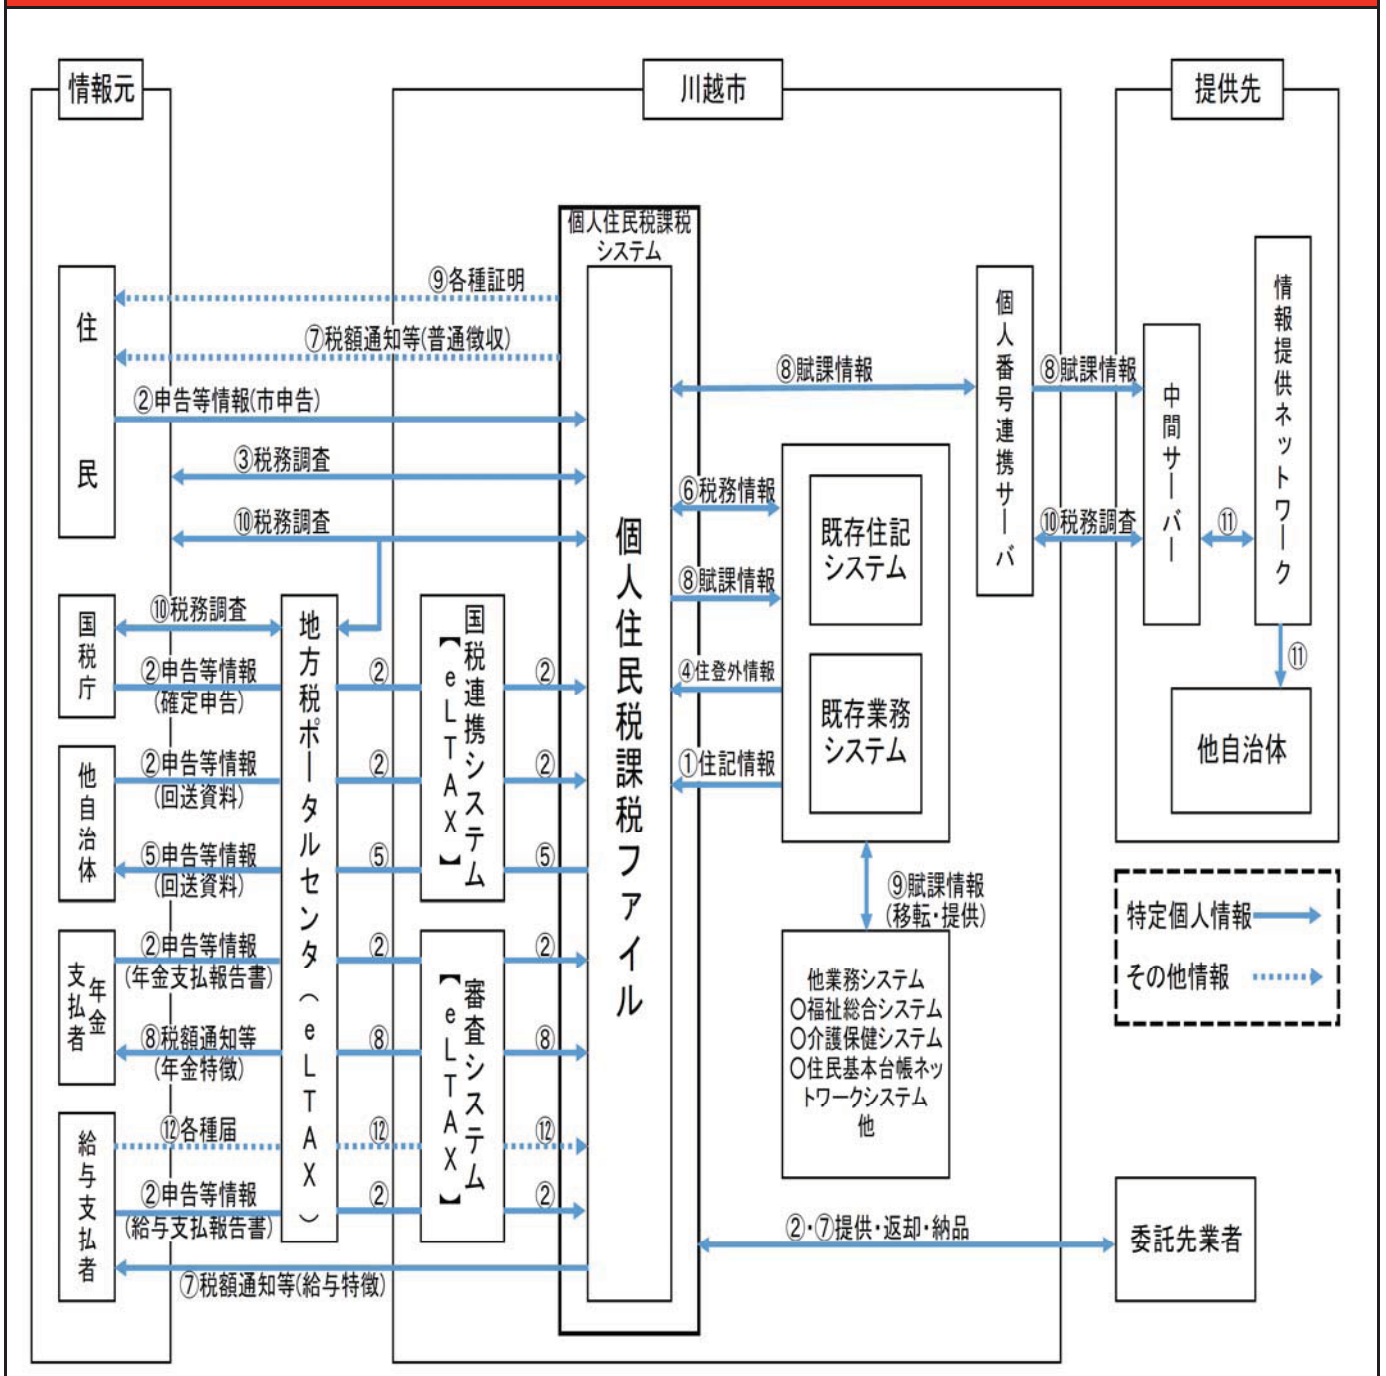 情報元
川越市
提供先
個人住民税課税
システム
住民
⑨各種証明
⑦税額通知等(普通徴収)
②申告等情報(市申告)
③税務調査
⑩税務調査
国税庁
⑩税務調査
②申告等情報
(確定申告)
他自治体
②申告等情報
(回送資料)
⑤申告等情報
(回送資料)
年金
支払者
②申告等情報
(年金支払報告書)
⑧税額通知等
(年金特徴)
給与支払者
⑫各種届
②申告等情報
(給与支払報告書)
⑦税額通知等(給与特徴)
地方税ポータルセンタ(eLTAX)
②
②
⑤
②
⑧
⑫
②
国税連携システム
【eLTAX】
審査システム
【eLTAX】
②
②
⑤
②
⑧
⑫
②
個人住民税課税ファイル
⑧賦課情報
⑥税務情報
⑧賦課情報
④住登外情報
①住記情報
既存住記
システム
既存業務
システム
⑨賦課情報
(移転・提供)
他業務システム
〇福祉総合システム
〇介護保健システム
〇住民基本台帳ネッ
トワークシステム
他
②・⑦提供・返却・納品
個人番号連携サーバ
⑧賦課情報
⑩税務調査
中間サーバー
⑪
情報提供ネットワーク
⑪
他自治体
特定個人情報
その他情報
委託先業者